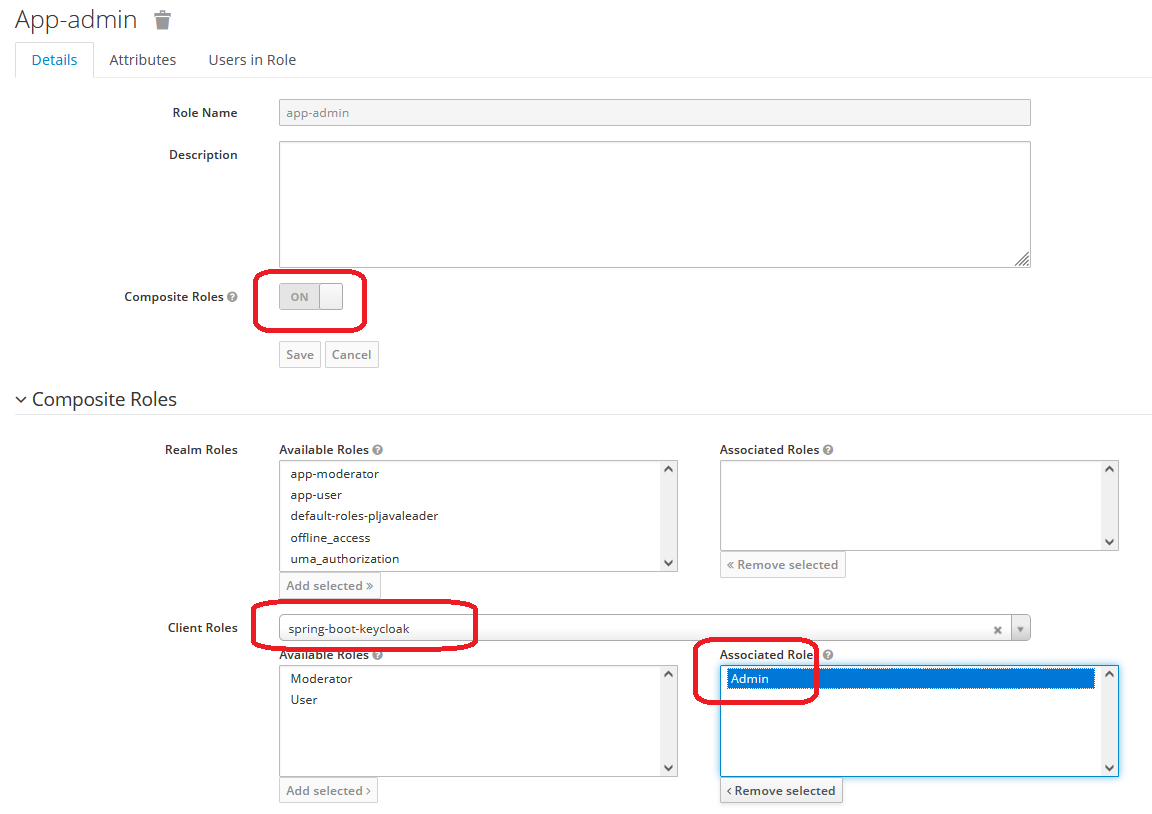 App-admin
Details Attributes Users in Role
Role Name app-admin
Description
Composite Roles ON
Save Cancel
Composite Roles
Realm Roles Available Roles Associated Roles
app-moderator
app-user
default-roles-pljavaleader
offline_access
uma_authorization
« Remove selected
Add selected »
Client Roles spring-boot-keycloak
Available Roles Associated Role
Moderator Admin
User
Add selected › ‹ Remove selected